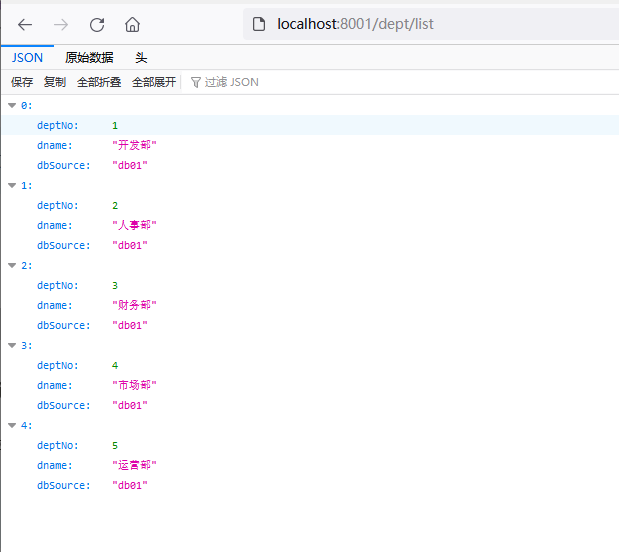 localhost:8001/dept/list
JSON 原始数据 头
保存 复制 全部折叠 全部展开 过滤 JSON
0:
deptNo: 1
dname: "开发部"
dbSource: "db01"
1:
deptNo: 2
dname: "人事部"
dbSource: "db01"
2:
deptNo: 3
dname: "财务部"
dbSource: "db01"
3:
deptNo: 4
dname: "市场部"
dbSource: "db01"
4:
deptNo: 5
dname: "运营部"
dbSource: "db01"